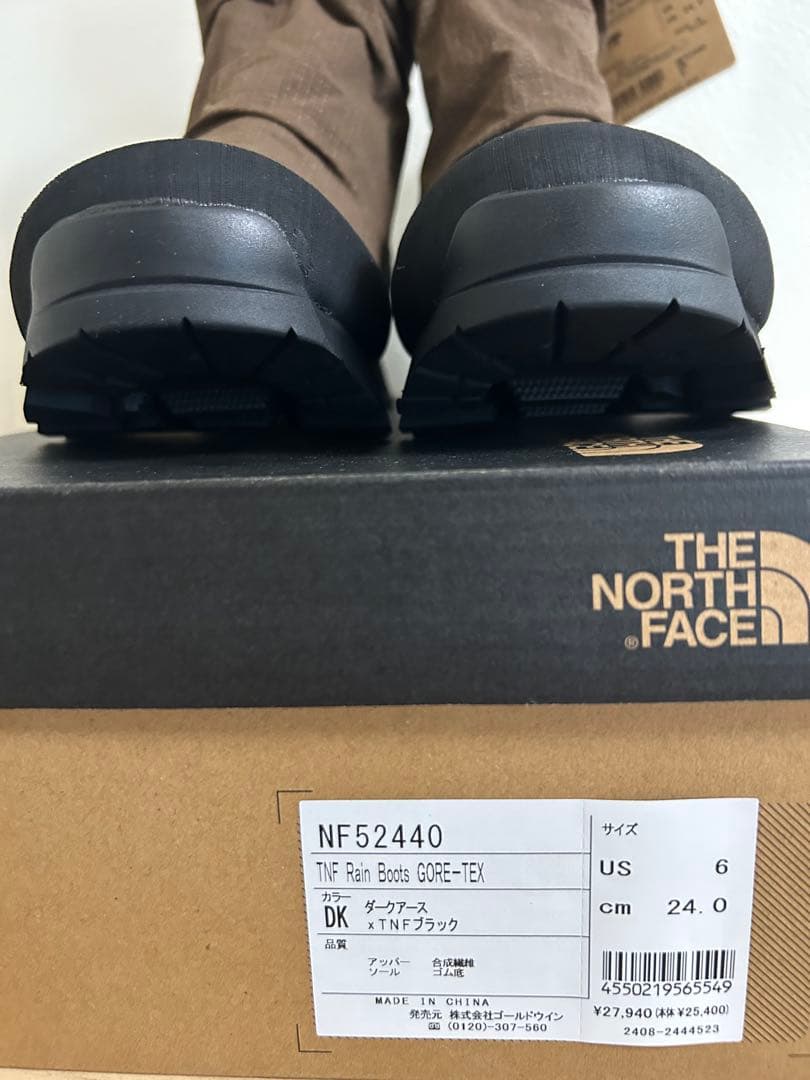 THE
NORTH
FACE
®
NF52440
TNF Rain Boots GORE-TEX
カラー
DK ダークアース
×TNFブラック
品質
アッパー 合成繊維
ソール ゴム底
MADE IN CHINA
発売元 株式会社ゴールドウイン
(0120)-307-560
サイズ
US 6
cm 24.0
4550219565549
¥27,940(本体¥25,400)
2408-2444523